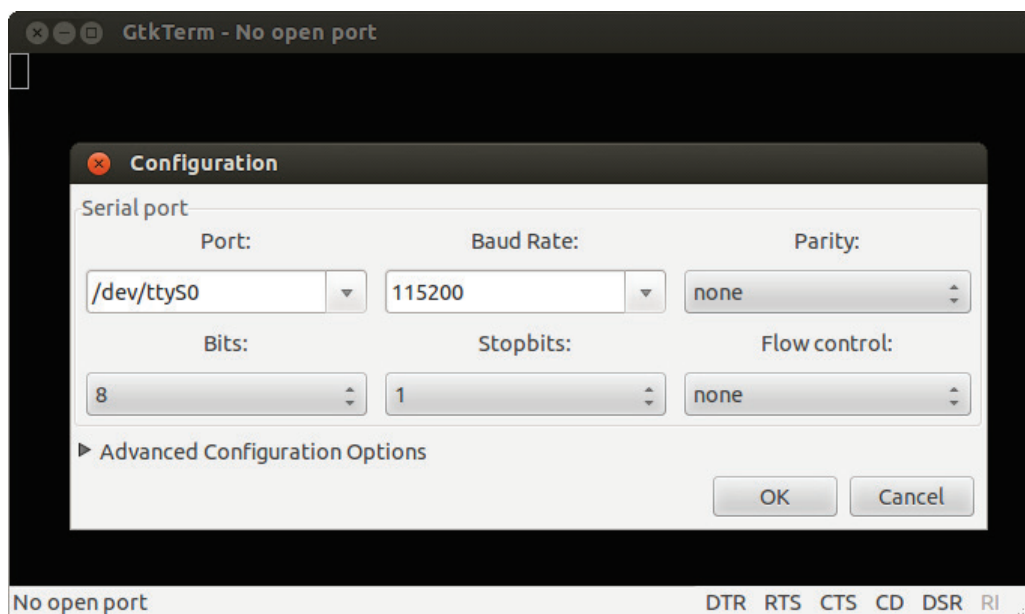 GtkTerm - No open port
Configuration
Serial port
Port: Baud Rate: Parity:
/dev/ttyS0 115200 none
Bits: Stopbits: Flow control:
8 1 none
Advanced Configuration Options
OK Cancel
No open port DTR RTS CTS CD DSR RI